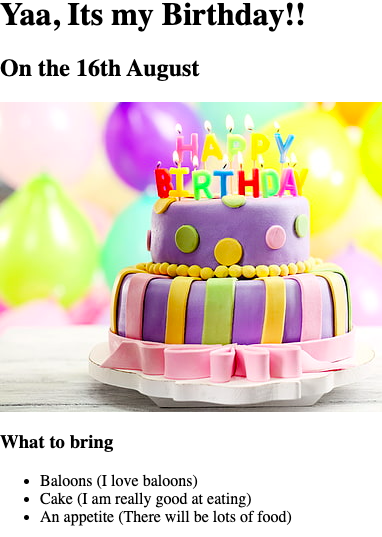 Yaa, Its my Birthday!!
On the 16th August
HAPPY
BIRTHDAY
What to bring
Baloons (I love baloons)
Cake (I am really good at eating)
An appetite (There will be lots of food)